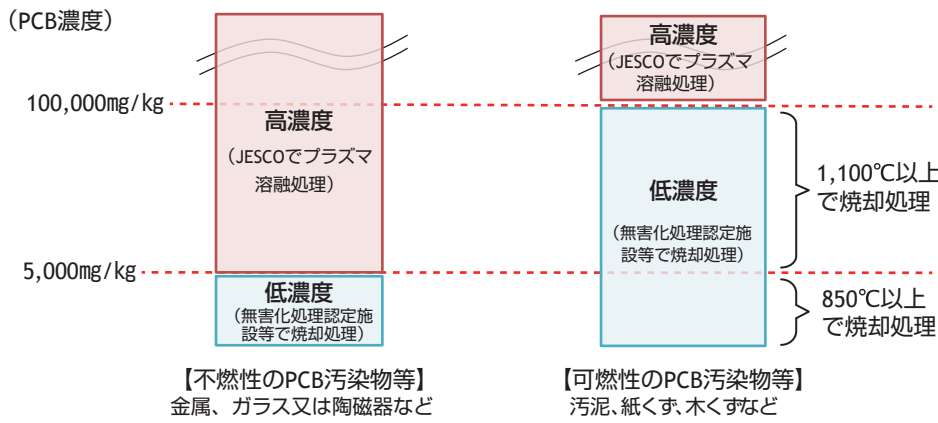 （PCB濃度）
高濃度
（JESCOでプラズマ
溶融処理）
100,000mg/kg
高濃度
（JESCOでプラズマ
溶融処理）
1,100℃以上
で焼却処理
低濃度
（無害化処理認定施
設等で焼却処理）
5,000mg/kg
低濃度
（無害化処理認定施
設等で焼却処理）
850℃以上
で焼却処理
【不燃性のPCB汚染物等】
金属、ガラス又は陶磁器など
【可燃性のPCB汚染物等】
汚泥、紙くず、木くずなど